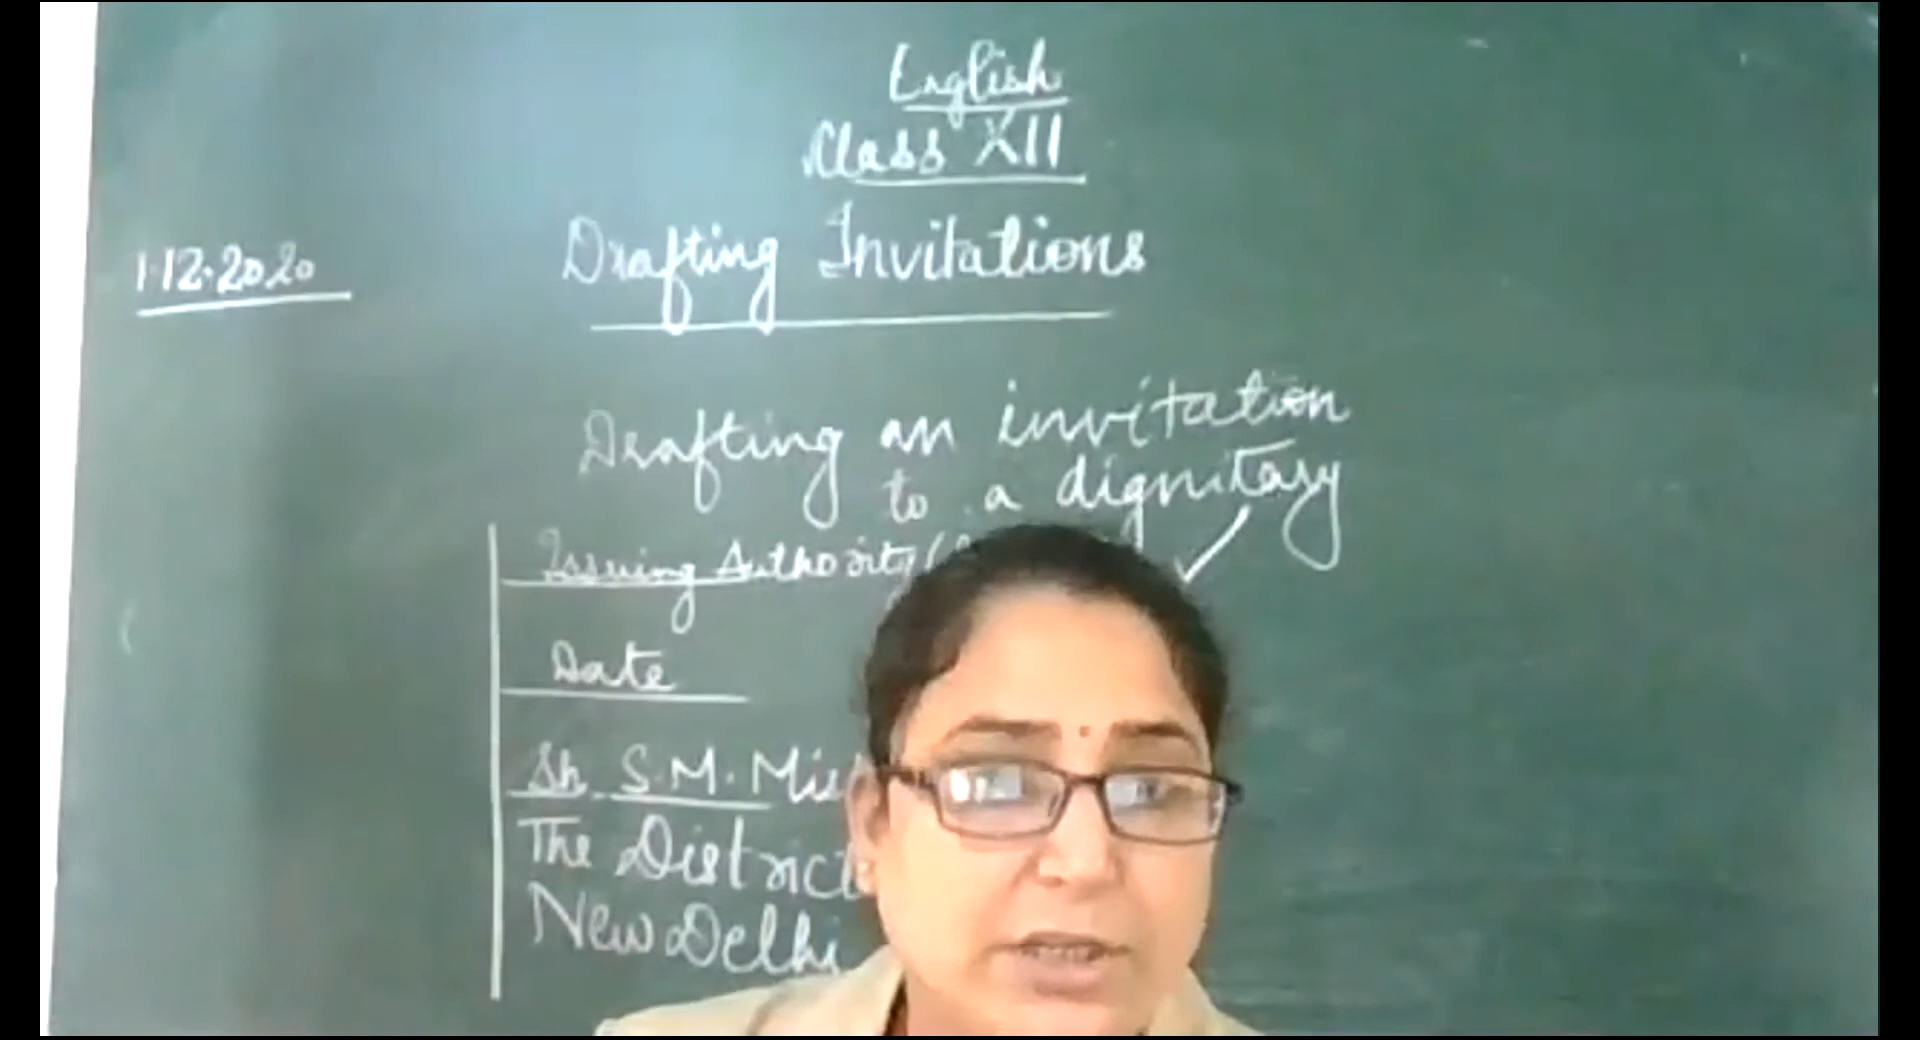 English
Class XII
1.12.2020
Drafting Invitations
Drafting an invitation
to a dignitary
Issuing Authority (
Date
Sh. S.M.
The District
New Delhi